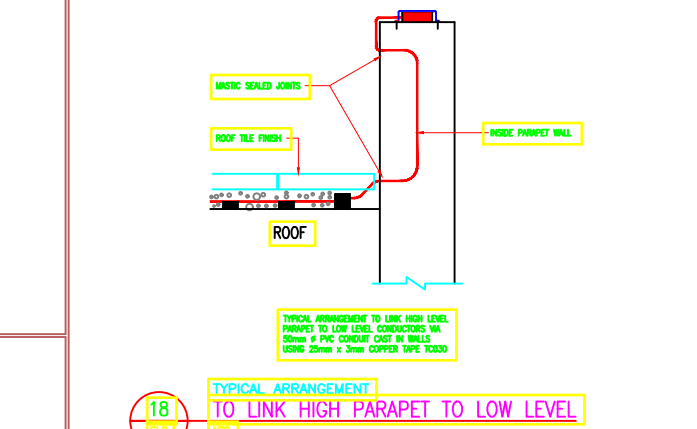 MASTIC SEALED JOINTS
ROOF TILE FINISH
INSIDE PARAPET WALL
ROOF
TYPICAL ARRANGEMENT TO LINK HIGH LEVEL
PARAPET TO LOW LEVEL CONDUCTORS VIA
50mm ø PVC CONDUIT CAST IN WALLS
USING 25mm x 3mm COPPER TAPE TC030
TYPICAL ARRANGEMENT
18
TO LINK HIGH PARAPET TO LOW LEVEL